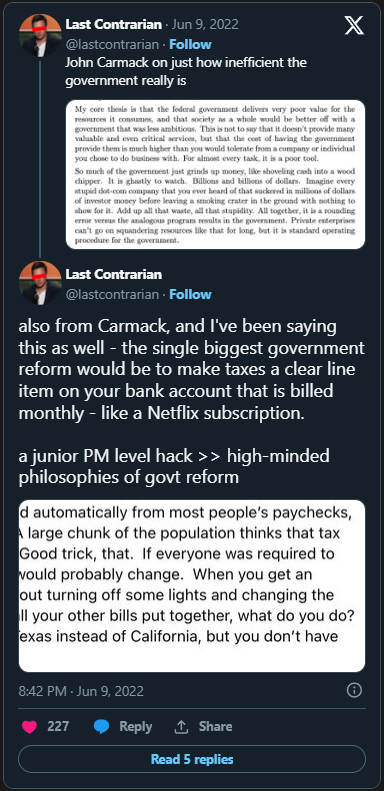 Last Contrarian · Jun 9, 2022
@lastcontrarian · Follow
John Carmack on just how inefficient the
government really is
My core thesis is that the federal government delivers very poor value for the
resources it consumes, and that society as a whole would be better off with a
government that was less ambitious. This is not to say that it doesn't provide many
valuable and even critical services, but that the cost of having the government
provide them is much higher than you would tolerate from a company or individual
you chose to do business with. For almost every task, it is a poor tool.
So much of the government just grinds up money, like shoveling cash into a wood
chipper. It is ghastly to watch. Billions and billions of dollars. Imagine every
stupid dot-com company that you ever heard of that suckered in millions of dollars
of investor money before leaving a smoking crater in the ground with nothing to
show for it. Add up all that waste, all that stupidity. All together, it is a rounding
error versus the analogous program results in the government. Private enterprises
can't go on squandering resources like that for long, but it is standard operating
procedure for the government.
Last Contrarian
@lastcontrarian · Follow
also from Carmack, and I've been saying
this as well - the single biggest government
reform would be to make taxes a clear line
item on your bank account that is billed
monthly - like a Netflix subscription.
a junior PM level hack >> high-minded
philosophies of govt reform
d automatically from most people's paychecks,
A large chunk of the population thinks that tax
Good trick, that. If everyone was required to
would probably change. When you get an
out turning off some lights and changing the
ll your other bills put together, what do you do?
Texas instead of California, but you don't have
8:42 PM · Jun 9, 2022
227 Reply Share
Read 5 replies